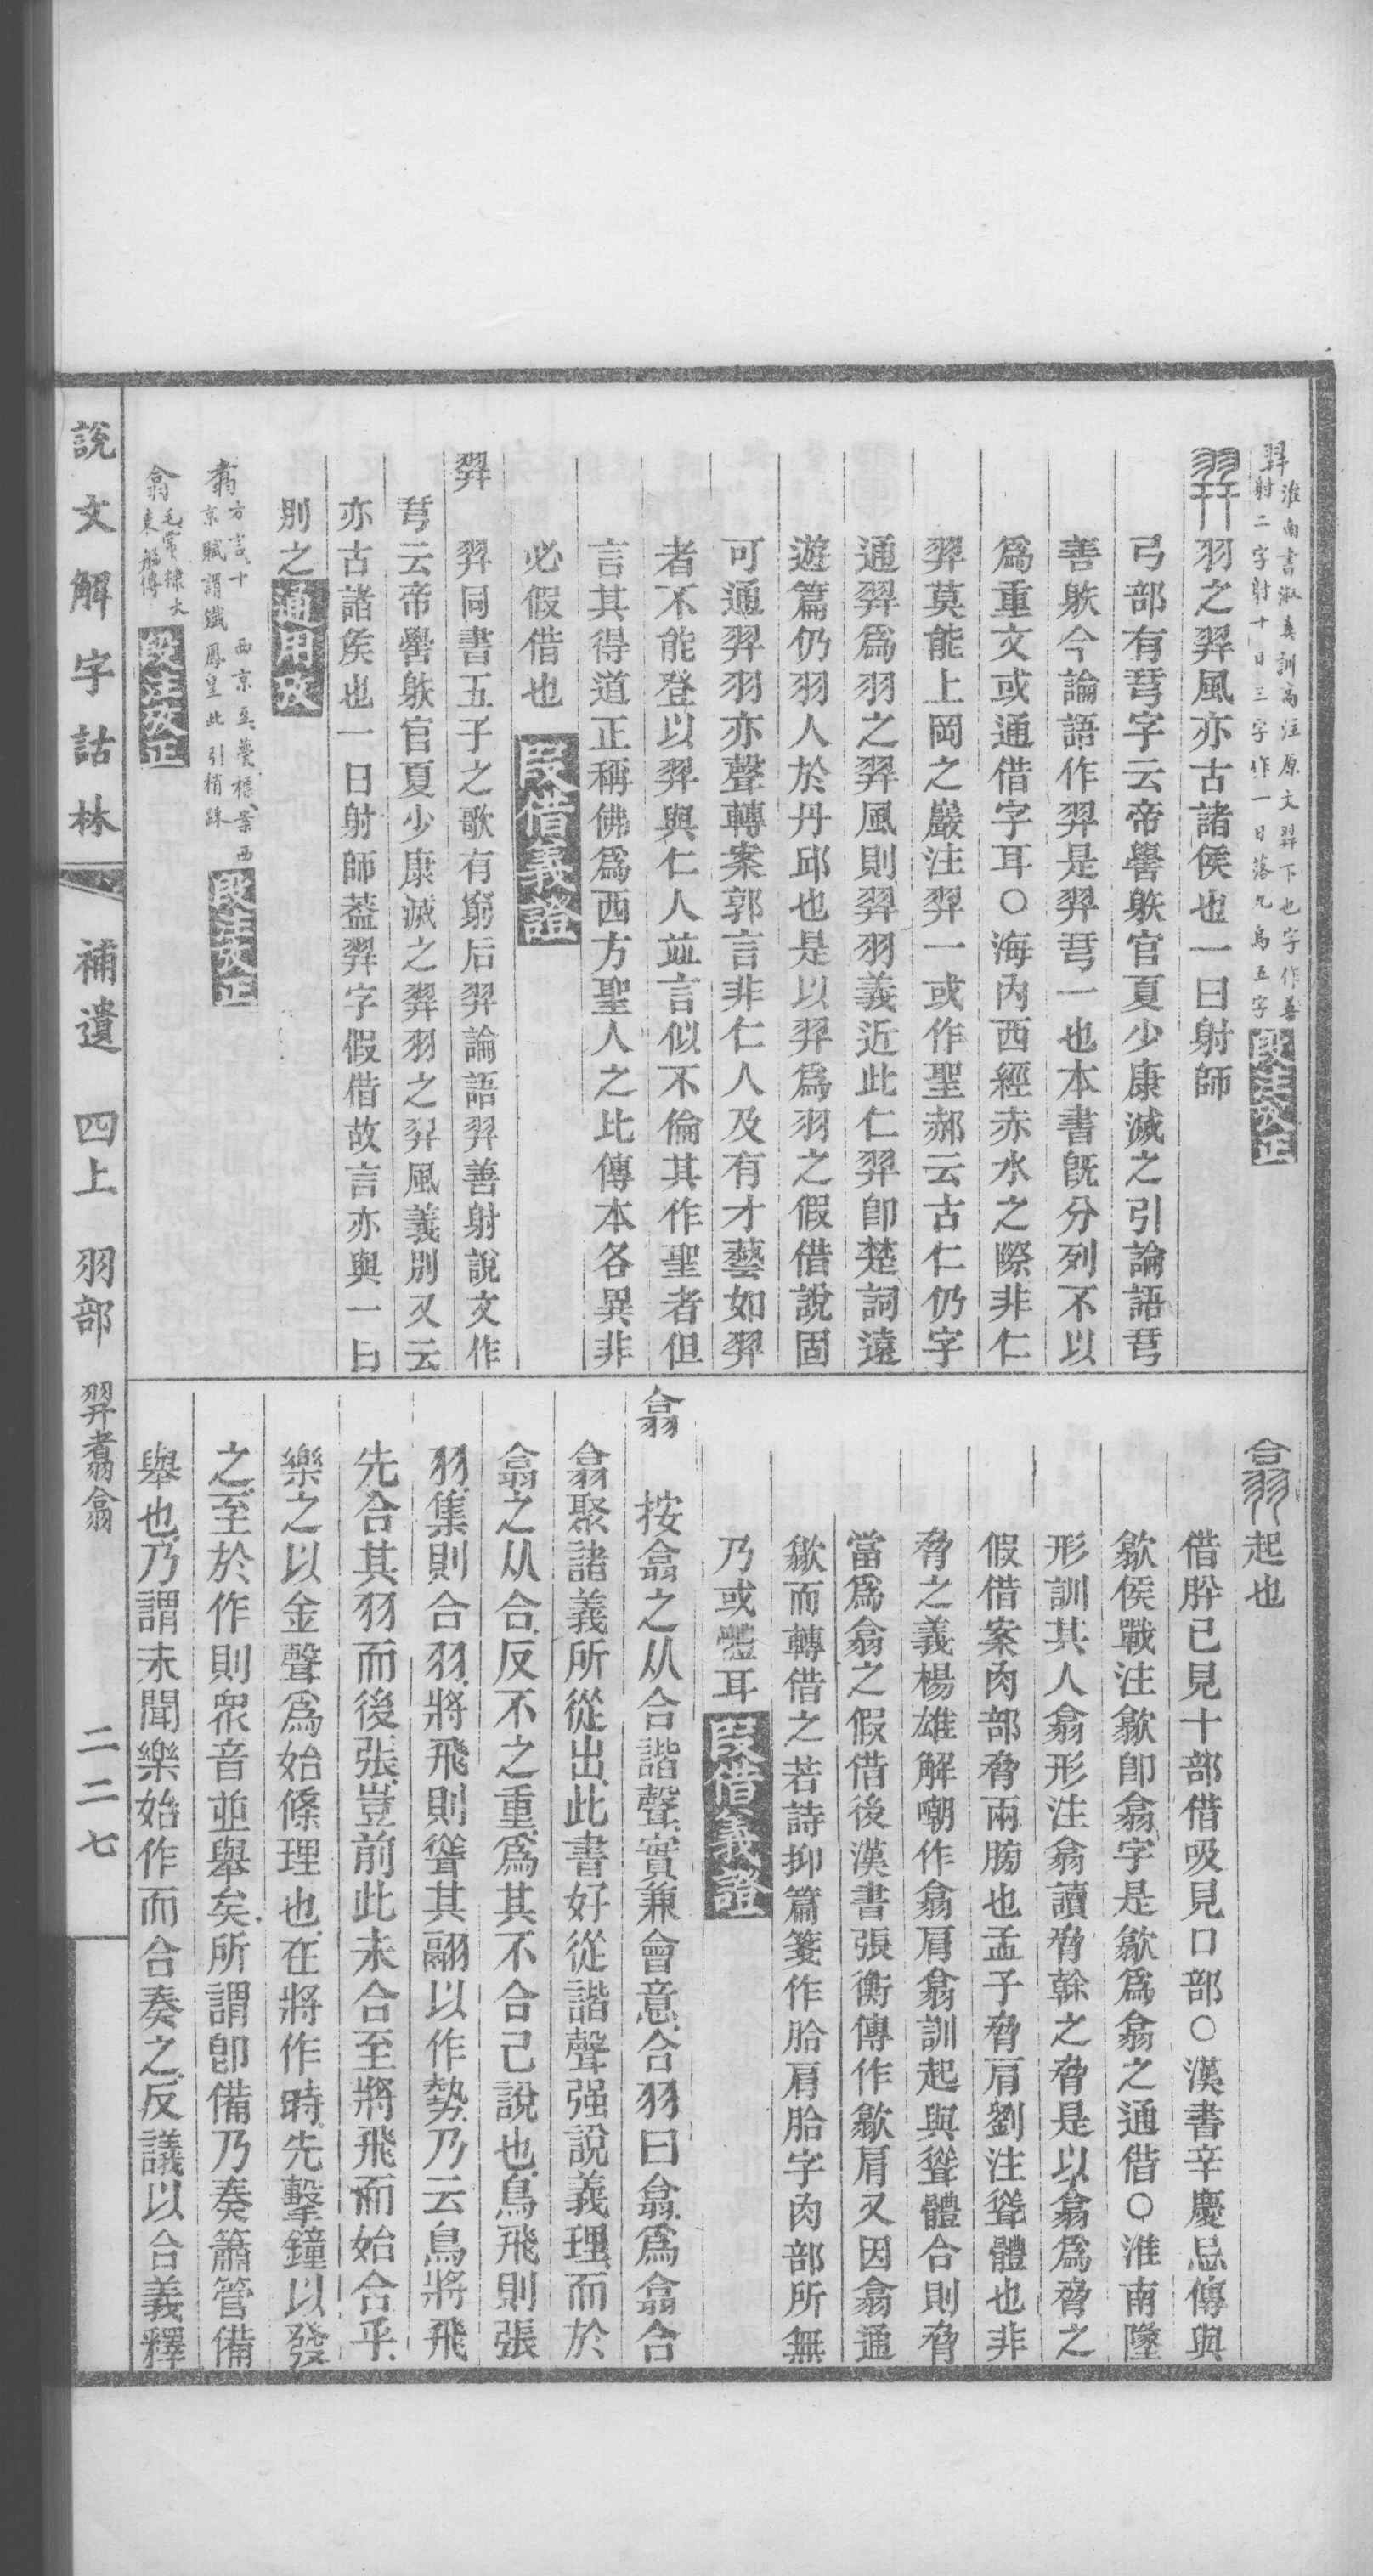 羿淮南書淑眞訓高注原文羿下也字作善
射二字射十日三字作一日落九烏五字 段注攷正
羿羽之羿風亦古諸侯也一曰射師
弓部有𢎗字云帝嚳䠶官夏少康滅之引論語𢎗
善䠶今論語作羿是羿𢎗一也本書旣分列不以
爲重文或通借字耳○海內西經赤水之際非仁
羿莫能上岡之巖注羿一或作聖郝云古仁仍字
通羿爲羽之羿風則羿羽義近此仁羿卽楚詞遠
遊篇仍羽人於丹邱也是以羿爲羽之假借說固
可通羿羽亦聲轉案郭言非仁人及有才藝如羿
者不能登以羿與仁人竝言似不倫其作聖者但
言其得道正稱佛爲西方聖人之比傳本各異非
必假借也 段借義證
羿 羿同書五子之歌有窮后羿論語羿善射說文作
𢎗云帝嚳䠶官夏少康滅之羿羽之羿風義別又云
亦古諸矦也一曰射師葢羿字假借故言亦與一曰
別之 通用攷
翥方言十 西京
京賦謂鐵鳳皇此引稍疎 段注攷正
翕毛常棣大
東 傳 段注攷正
翕起也
借肸已見十部借吸見口部○漢書辛慶忌傳與
歙侯戰注歙卽翕字是歙爲翕之通借○淮南墬
形訓其人翕形注翕讀脅榦之脅是以翕爲脅之
假借案肉部脅兩膀也孟子脅肩劉注聳體也非
脅之義楊雄解嘲作翕肩翕訓起與聳體合則脅
當爲翕之假借後漢書張衡傳作歙肩又因翕通
歙而轉借之若詩抑篇箋作胎肩胎字肉部所無
乃或體耳 段借義證
翕 按翕之从合諧聲實兼會意合羽曰翕爲翕合
翕聚諸義所從出此書好從諧聲强說義理而於
翕之从合反不之重爲其不合己說也鳥飛則張
羽集則合羽將飛則聳其翮以作勢乃云鳥將飛
先合其羽而後張豈前此未合至將飛而始合乎
樂之以金聲爲始條理也在將作時先擊鐘以發
之至於作則衆音並舉矣所謂卽備乃奏簫管備
舉也乃謂未聞樂始作而合奏之反議以合義釋
說文解字詁林 補遺 四上 羽部 羿翥翕 二二七